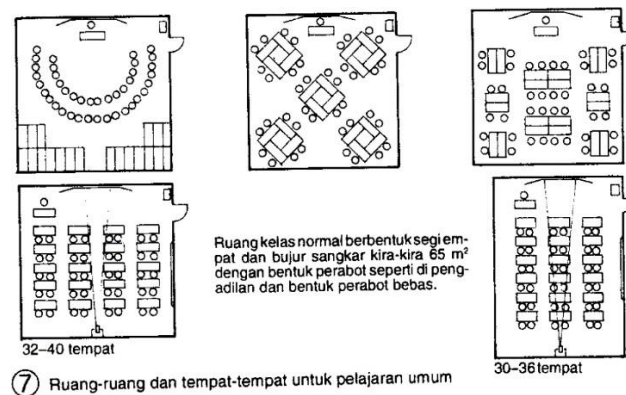 Ruang kelas normal berbentuk segi em-
pat dan bujur sangkar kira-kira 65 m²
dengan bentuk perabot seperti di peng-
adilan dan bentuk perabot bebas.
32–40 tempat
30–36 tempat
7 Ruang-ruang dan tempat-tempat untuk pelajaran umum